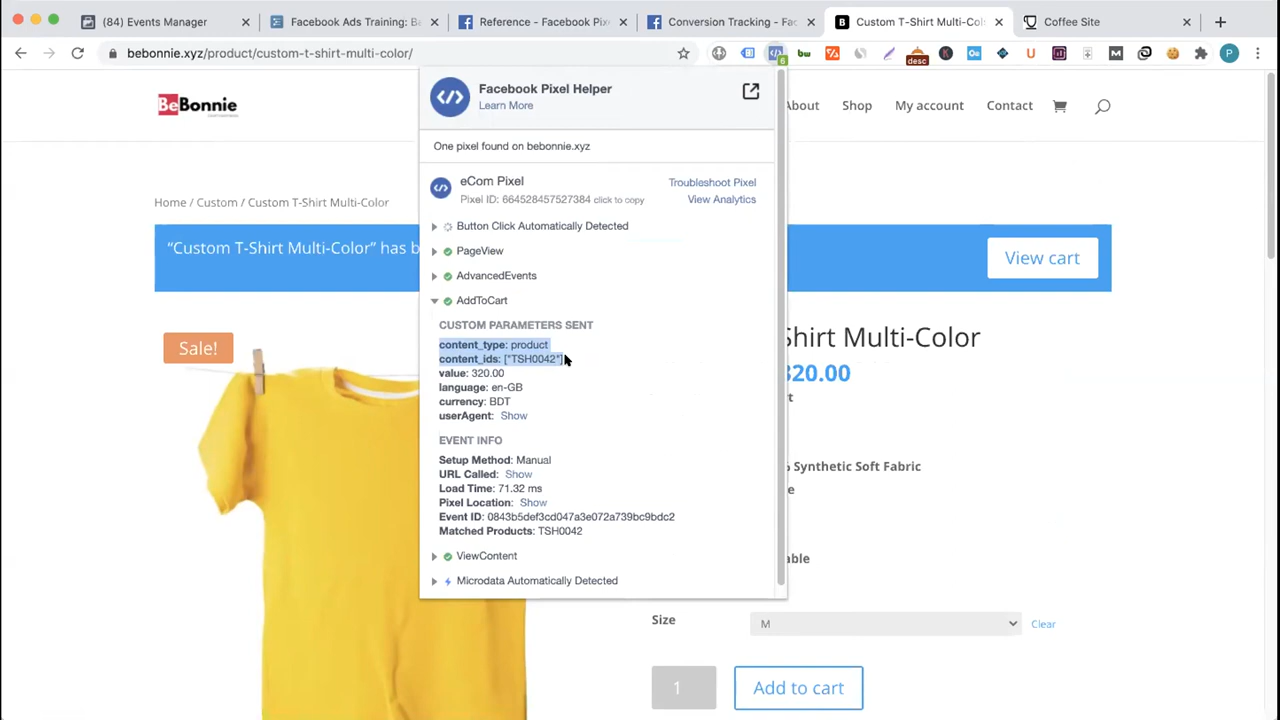 (84) Events Manager
Facebook Ads Training: Be
Reference - Facebook Pix
Conversion Tracking - Fac
Custom T-Shirt Multi-Col
Coffee Site
bebonnie.xyz/product/custom-t-shirt-multi-color/
6
bw
desc
K
Oe
U
M
P
BeBonnie
About
Shop
My account
Contact
Facebook Pixel Helper
Learn More
One pixel found on bebonnie.xyz
eCom Pixel
Troubleshoot Pixel
Pixel ID: 664528457527384 click to copy
View Analytics
Home / Custom / Custom T-Shirt Multi-Color
Button Click Automatically Detected
"Custom T-Shirt Multi-Color" has b
View cart
PageView
AdvancedEvents
AddToCart
CUSTOM PARAMETERS SENT
content_type: product
content_ids: ["TSH0042"]
value: 320.00
language: en-GB
currency: BDT
userAgent: Show
EVENT INFO
Setup Method: Manual
URL Called: Show
Load Time: 71.32 ms
Pixel Location: Show
Event ID: 0843b5def3cd047a3e072a739bc9bdc2
Matched Products: TSH0042
ViewContent
Microdata Automatically Detected
Sale!
Shirt Multi-Color
320.00
Synthetic Soft Fabric
Size
M
Clear
1
Add to cart